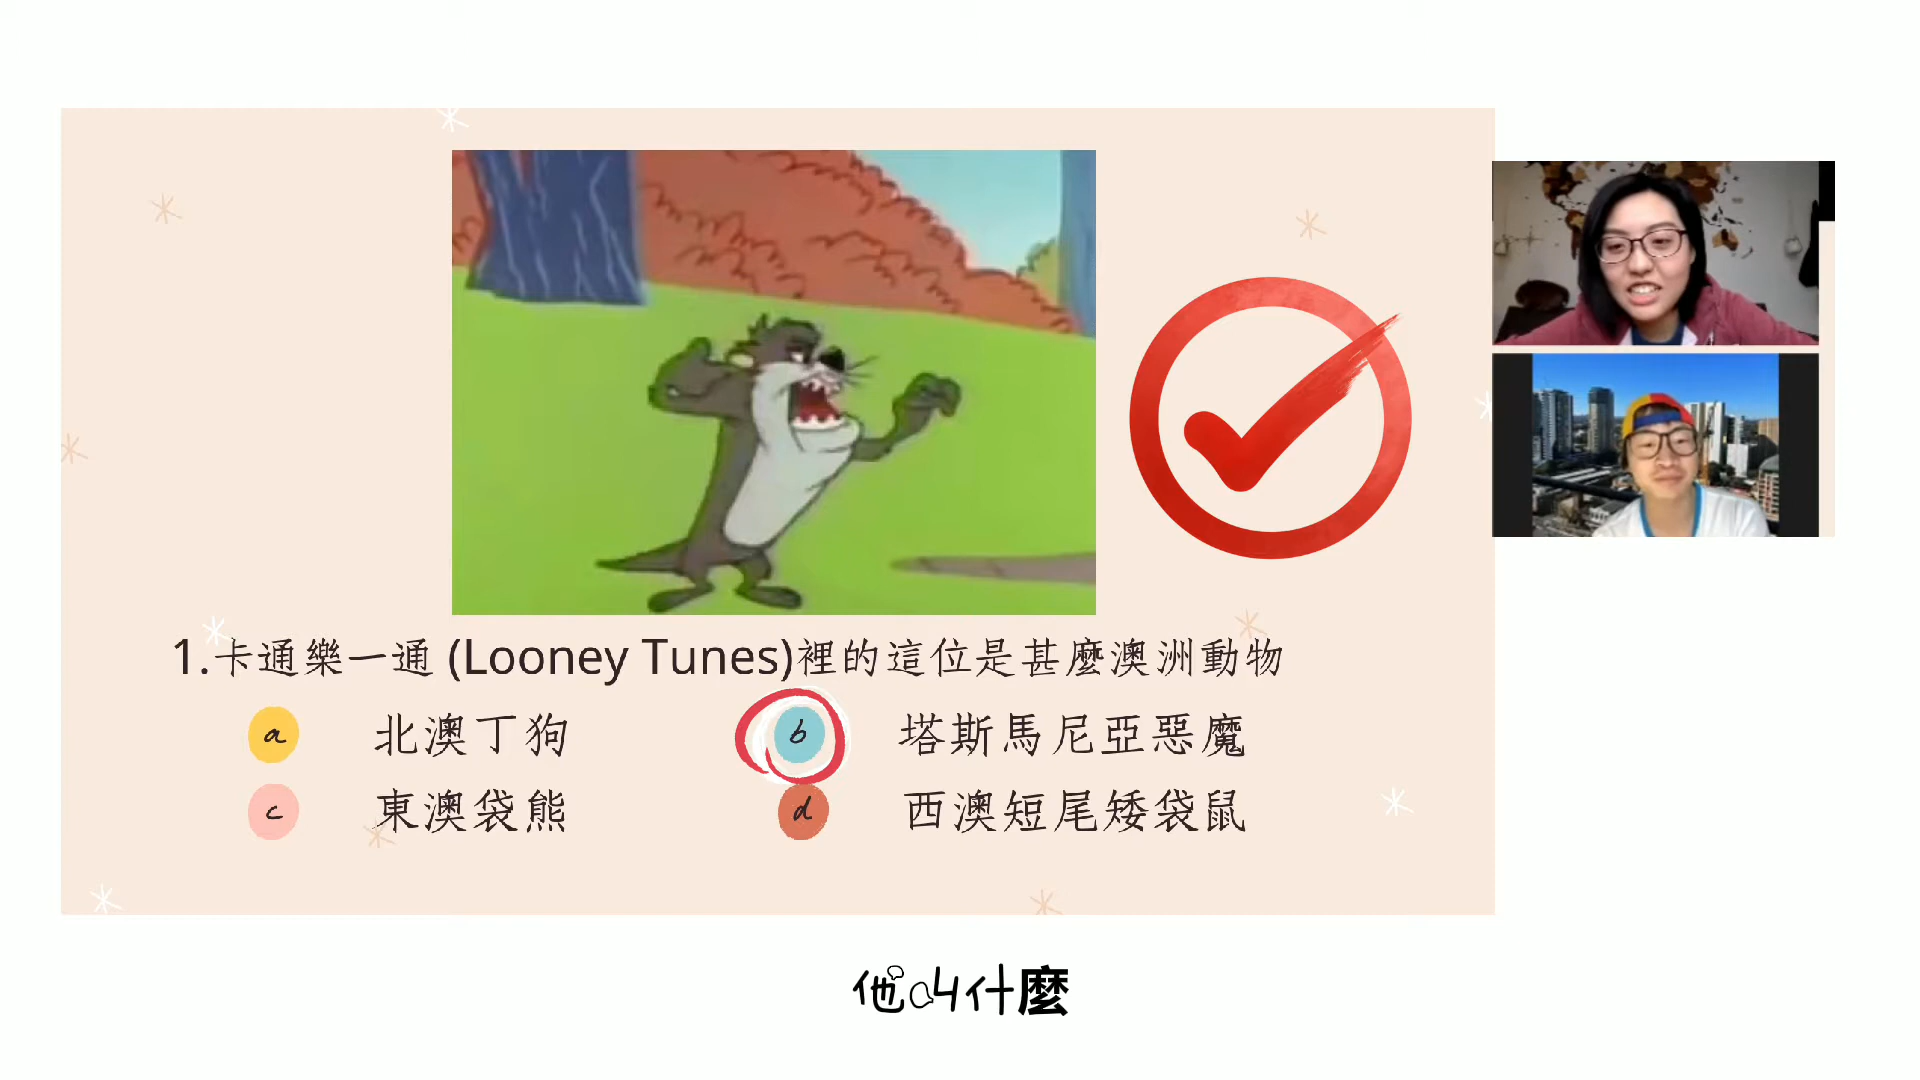 1.卡通樂一通 (Looney Tunes)裡的這位是甚麼澳洲動物
a 北澳丁狗
b 塔斯馬尼亞惡魔
c 東澳袋熊
d 西澳短尾矮袋鼠
他叫什麼